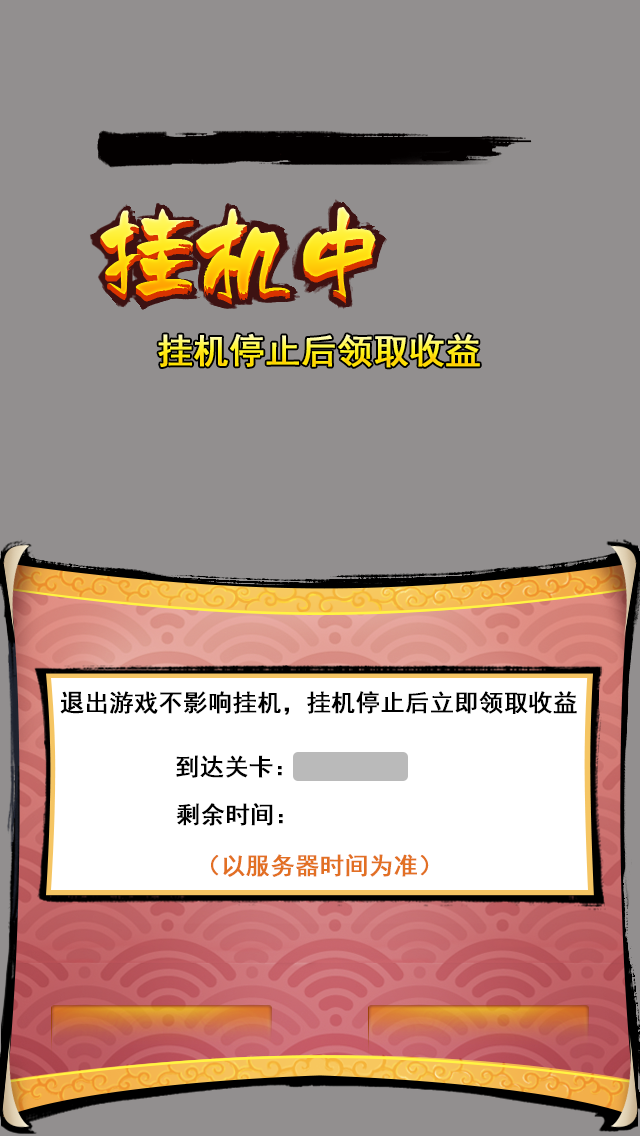 挂机中
挂机停止后领取收益
退出游戏不影响挂机，挂机停止后立即领取收益
到达关卡：
剩余时间：
（以服务器时间为准）